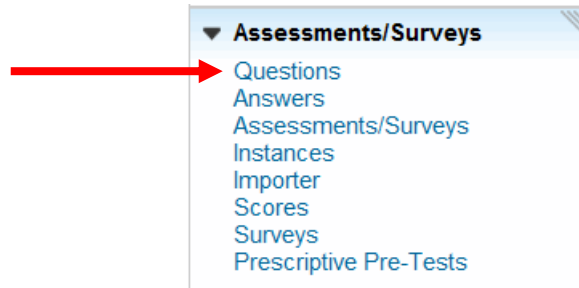 Assessments/Surveys
Questions
Answers
Assessments/Surveys
Instances
Importer
Scores
Surveys
Prescriptive Pre-Tests